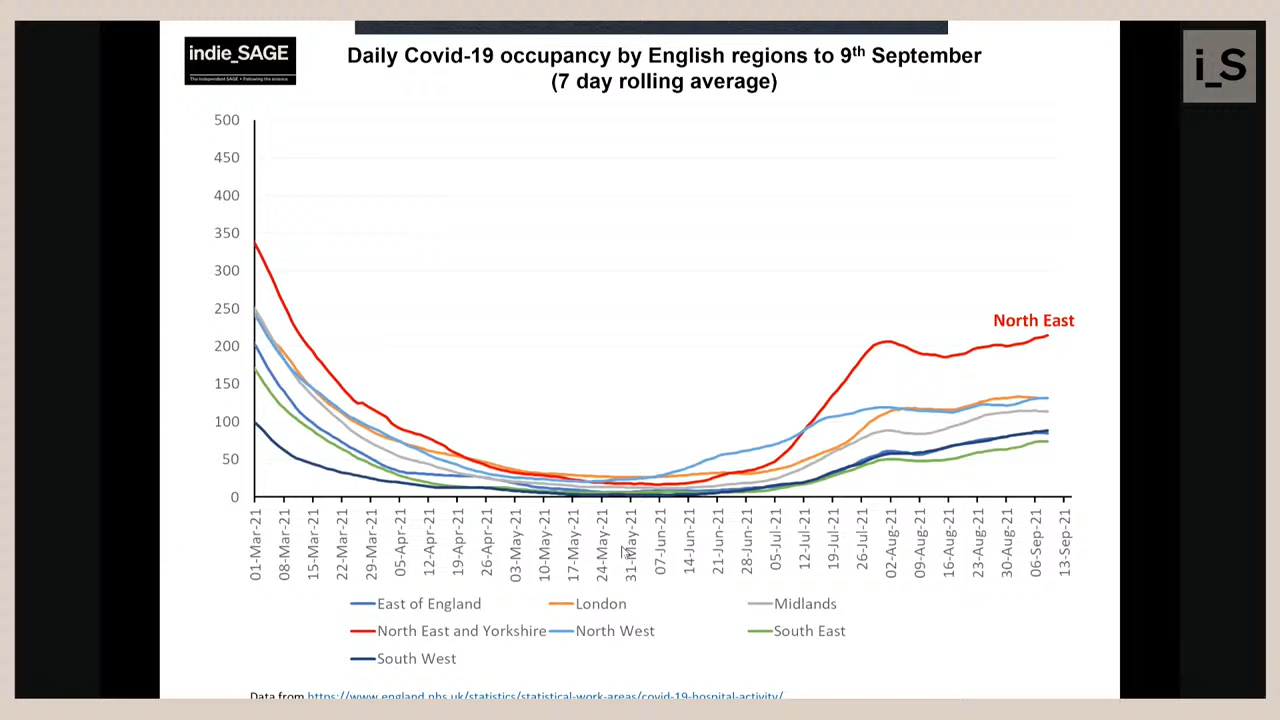 indie_SAGE
The Independent SAGE • Following the science
i_S
Daily Covid-19 occupancy by English regions to 9th September
(7 day rolling average)
500
450
400
350
300
250
200
150
100
50
0
North East
01-Mar-21
08-Mar-21
15-Mar-21
22-Mar-21
29-Mar-21
05-Apr-21
12-Apr-21
19-Apr-21
26-Apr-21
03-May-21
10-May-21
17-May-21
24-May-21
31-May-21
07-Jun-21
14-Jun-21
21-Jun-21
28-Jun-21
05-Jul-21
12-Jul-21
19-Jul-21
26-Jul-21
02-Aug-21
09-Aug-21
16-Aug-21
23-Aug-21
30-Aug-21
06-Sep-21
13-Sep-21
East of England London Midlands
North East and Yorkshire North West South East
South West
Data from https://www.england.nhs.uk/statistics/statistical-work-areas/covid-19-hospital-activity/